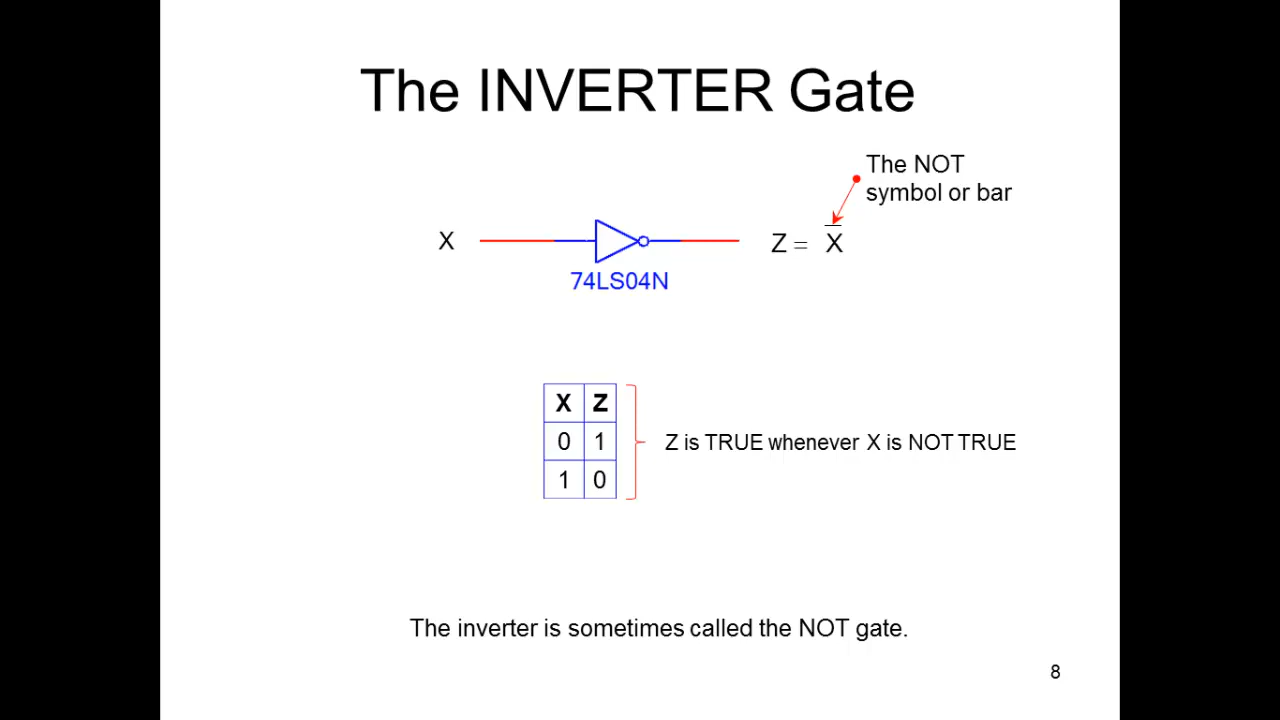 The INVERTER Gate
The NOT
symbol or bar
X
Z = X̅
74LS04N
X Z
0 1
1 0
Z is TRUE whenever X is NOT TRUE
The inverter is sometimes called the NOT gate.
8